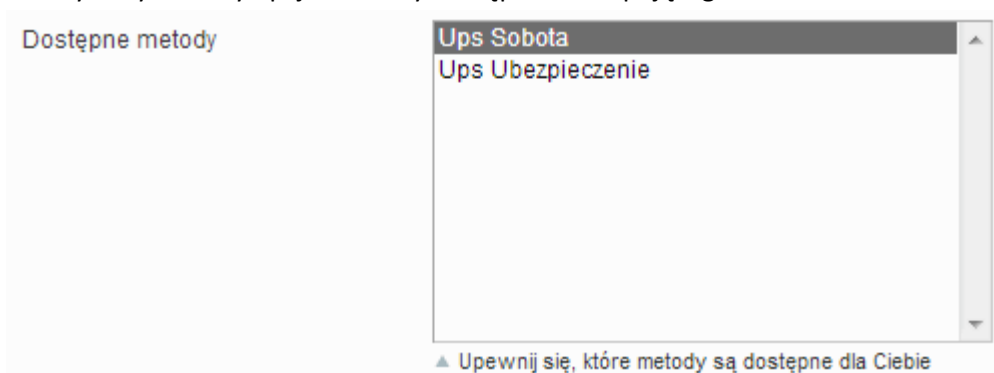 Dostępne metody
Ups Sobota
Ups Ubezpieczenie
Upewnij się, które metody są dostępne dla Ciebie